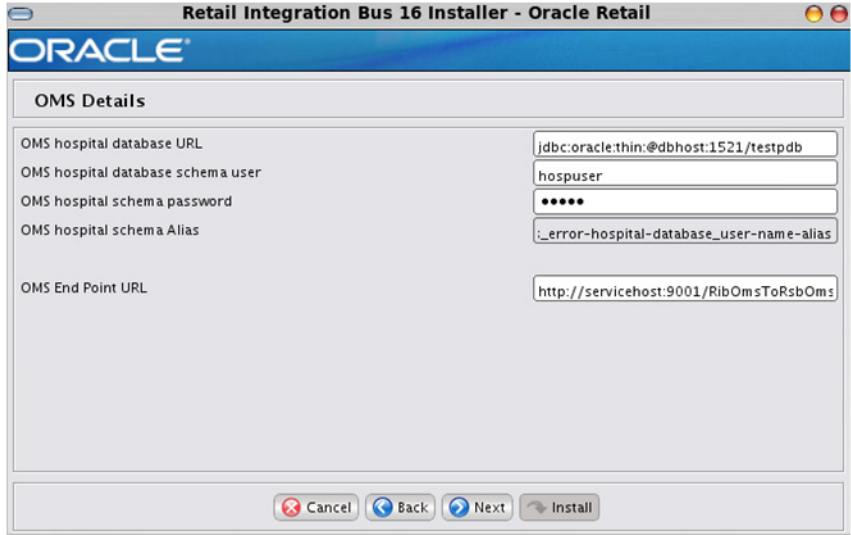 Retail Integration Bus 16 Installer - Oracle Retail
ORACLE
OMS Details
OMS hospital database URL jdbc:oracle:thin:@dbhost:1521/testpdb
OMS hospital database schema user hospuser
OMS hospital schema password •••••
OMS hospital schema Alias :_error-hospital-database_user-name-alias
OMS End Point URL http://servicehost:9001/RibOmsToRsbOms
Cancel Back Next Install